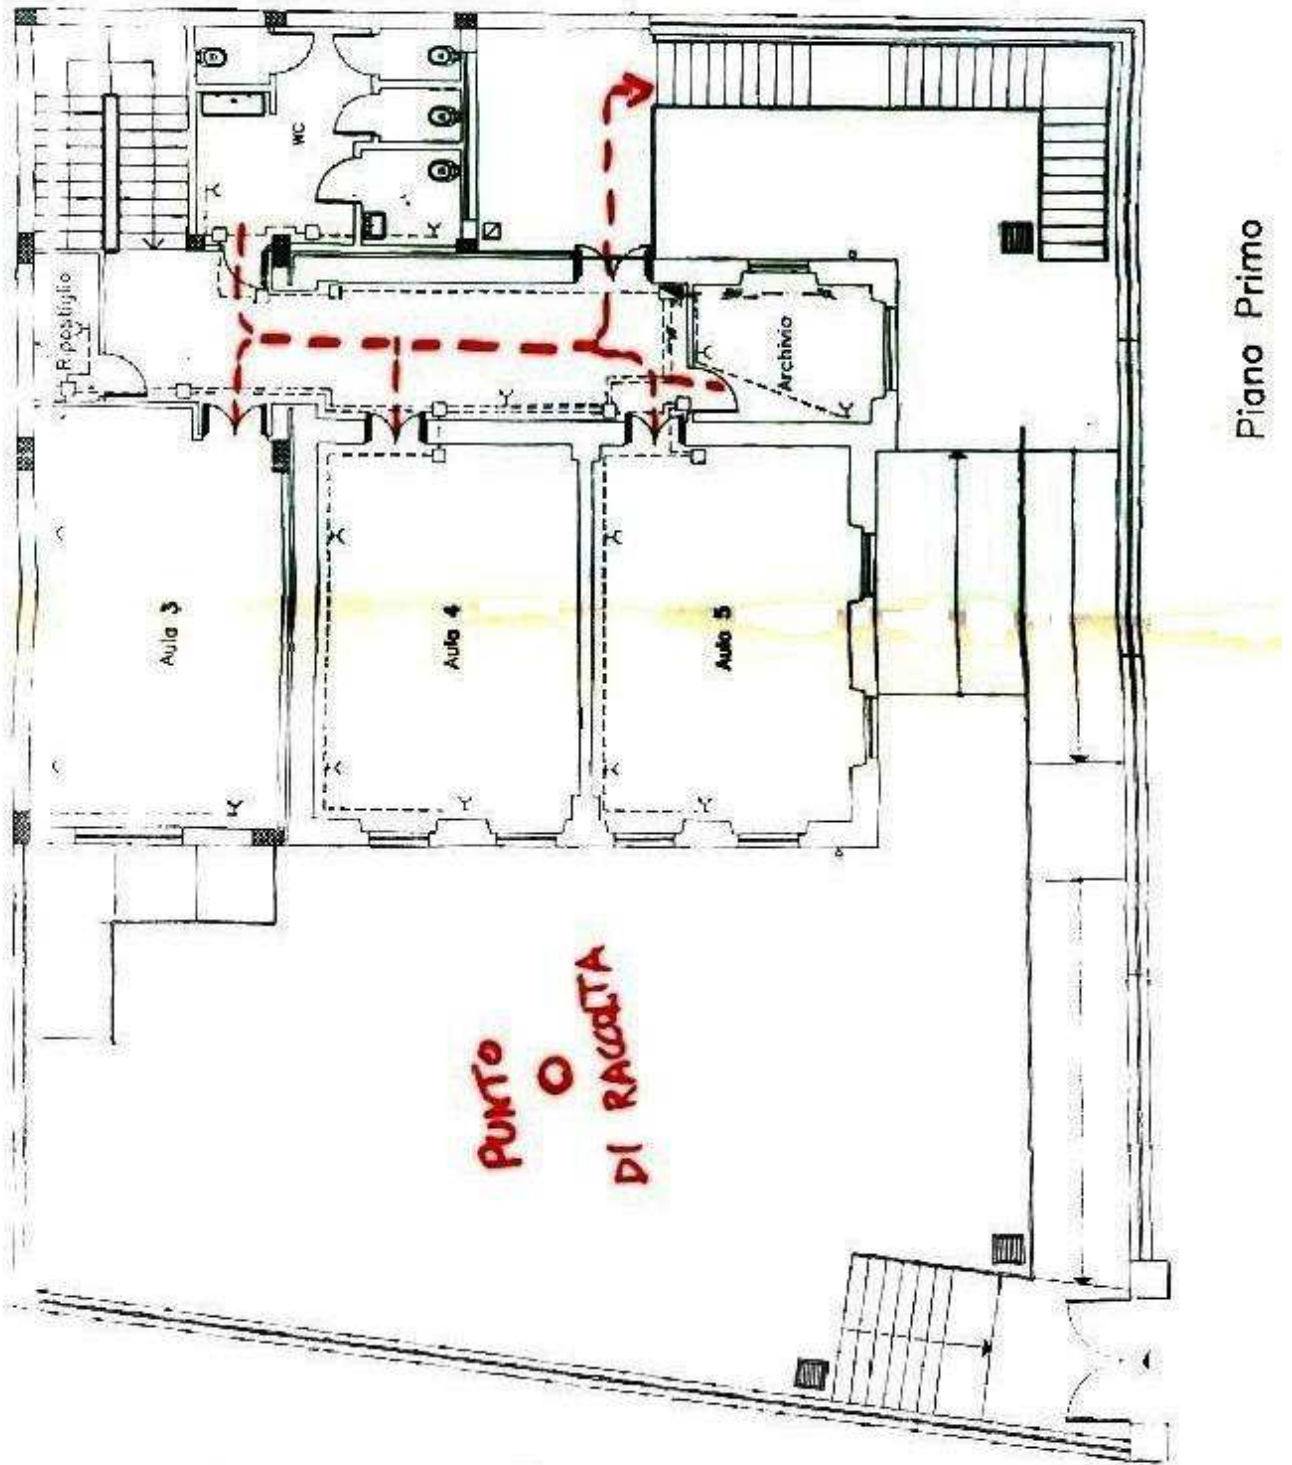 WC
Ripostiglio
Archivio
Piano Primo
Aula 3
Aula 4
Aula 5
PUNTO
DI RACCOLTA